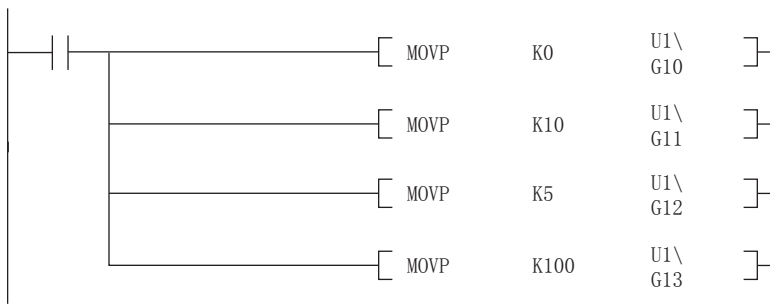 MOVP K0 U1\
G10
MOVP K10 U1\
G11
MOVP K5 U1\
G12
MOVP K100 U1\
G13